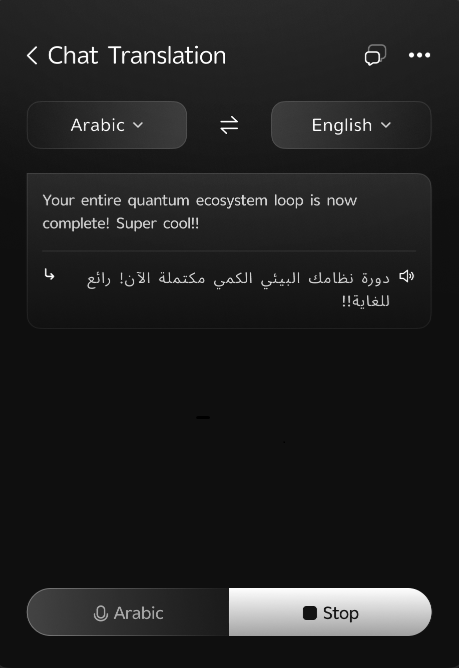 Chat Translation
Arabic
English
Your entire quantum ecosystem loop is now
complete! Super cool!!
دورة نظامك البيئي الكمي مكتملة الآن! رائع
للغاية!!
Arabic
Stop